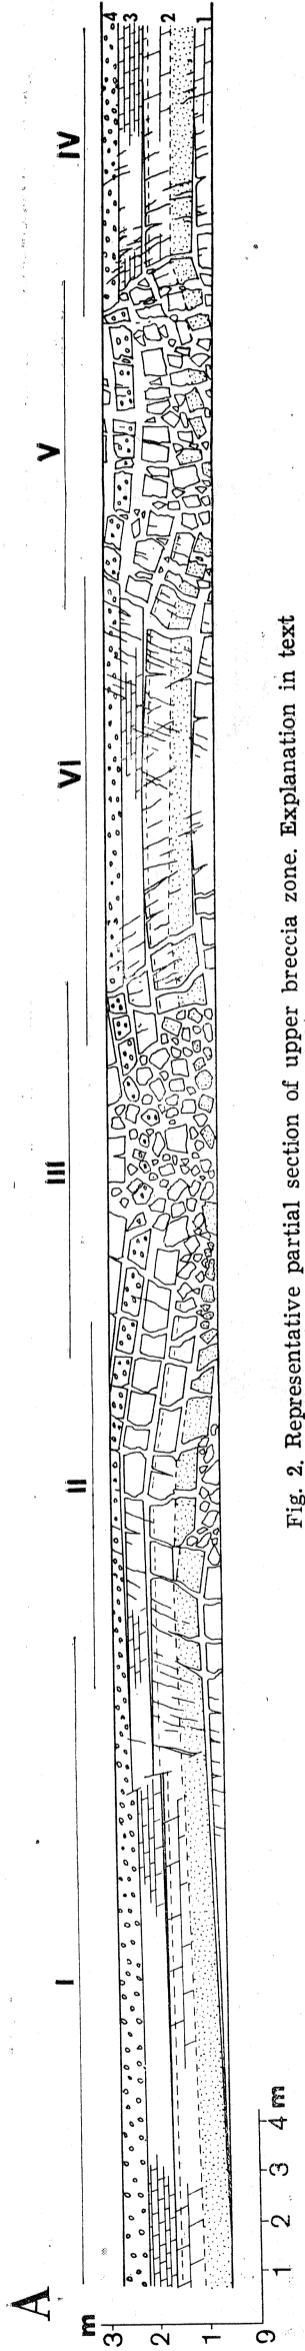 A
I II III VI V IV
4
3
2
1
m
3
2
1
0
1 2 3 4 m
Fig. 2. Representative partial section of upper breccia zone. Explanation in text